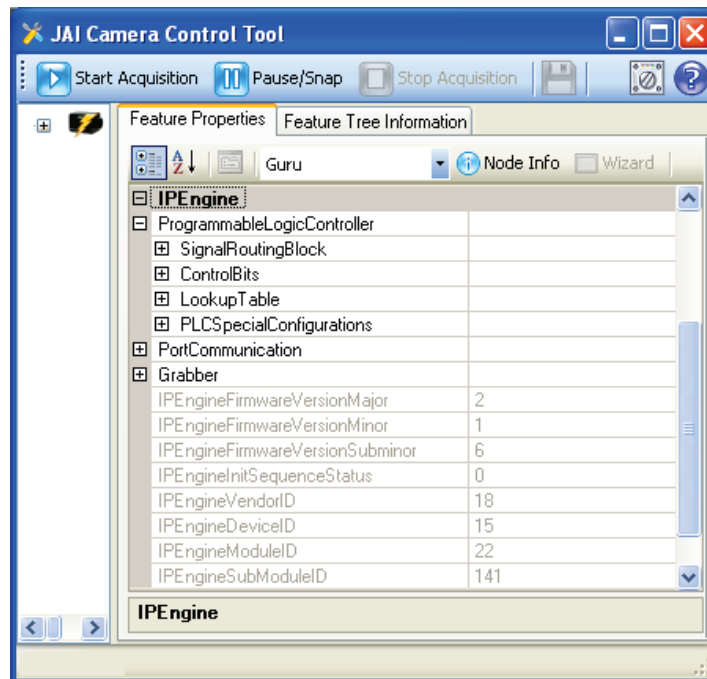 JAI Camera Control Tool
Start Acquisition Pause/Snap Stop Acquisition
Feature Properties Feature Tree Information
Guru Node Info Wizard
IPEngine
ProgrammableLogicController
SignalRoutingBlock
ControlBits
LookupTable
PLCSpecialConfigurations
PortCommunication
Grabber
IPEngineFirmwareVersionMajor 2
IPEngineFirmwareVersionMinor 1
IPEngineFirmwareVersionSubminor 6
IPEngineInitSequenceStatus 0
IPEngineVendorID 18
IPEngineDeviceID 15
IPEngineModuleID 22
IPEngineSubModuleID 141
IPEngine